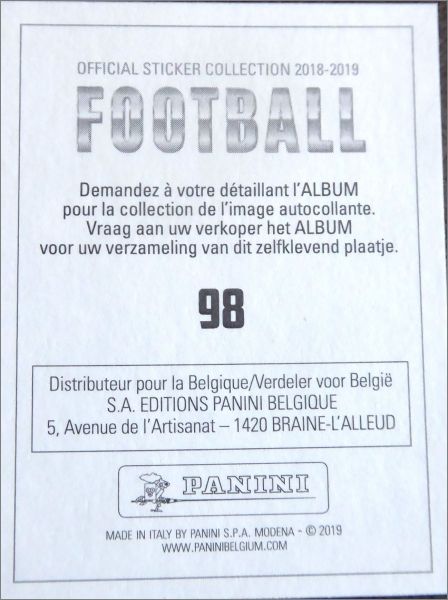 OFFICIAL STICKER COLLECTION 2018-2019
FOOTBALL
Demandez à votre détaillant l'ALBUM
pour la collection de l'image autocollante.
Vraag aan uw verkoper het ALBUM
voor uw verzameling van dit zelfklevend plaatje.
98
Distributeur pour la Belgique/Verdeler voor België
S.A. EDITIONS PANINI BELGIQUE
5, Avenue de l'Artisanat – 1420 BRAINE-L'ALLEUD
PANINI
MADE IN ITALY BY PANINI S.P.A. MODENA - © 2019
WWW.PANINIBELGIUM.COM